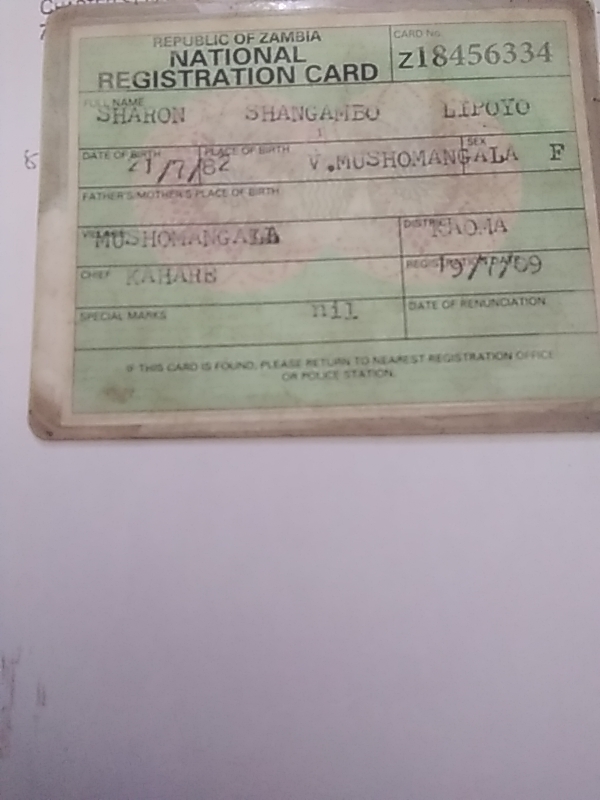 REPUBLIC OF ZAMBIA
NATIONAL
REGISTRATION CARD
CARD No.
Z18456334
FULL NAME
SHARON SHANGAMBO LIPOYO
DATE OF BIRTH PLACE OF BIRTH SEX
21/7/82 V.MUSHOMANGALA F
FATHER'S/MOTHER'S PLACE OF BIRTH
VILLAGE MUSHOMANGALA
DISTRICT KAOMA
CHIEF KAHARE
REGISTRATION DATE
SPECIAL MARKS nil
DATE OF RENUNCIATION
IF THIS CARD IS FOUND, PLEASE RETURN TO NEAREST REGISTRATION OFFICE
OR POLICE STATION.